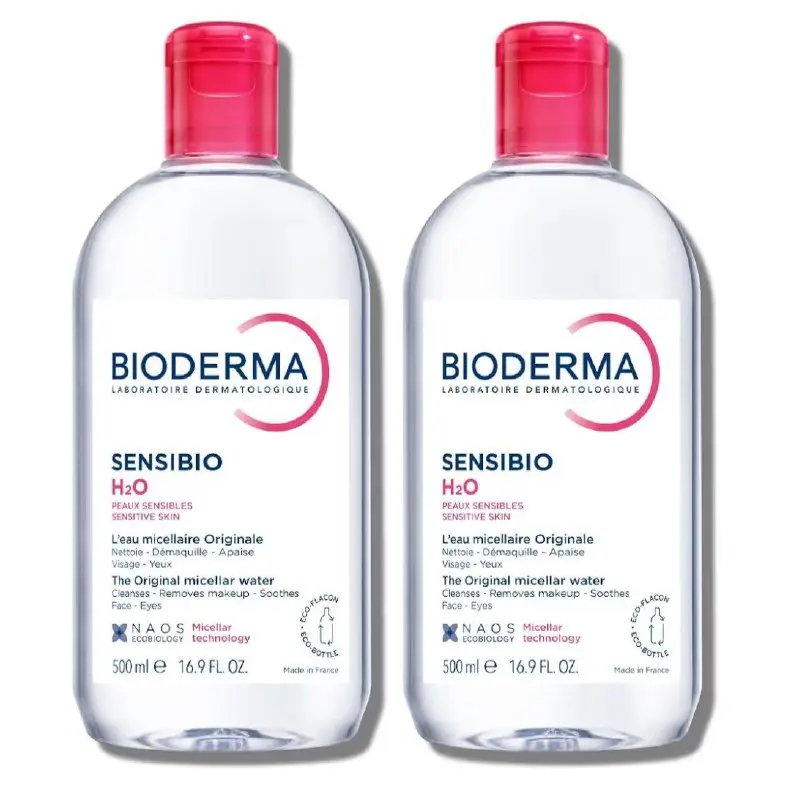 BIODERMA
LABORATOIRE DERMATOLOGIQUE
SENSIBIO
H2O
PEAUX SENSIBLES
SENSITIVE SKIN
L'eau micellaire Originale
Nettoie - Démaquille - Apaise
Visage - Yeux
The Original micellar water
Cleanses - Removes makeup - Soothes
Face - Eyes
NAOS
ECOBIOLOGY
Micellar
technology
ECO-FLACON
ECO-BOTTLE
500 ml ℮ 16.9 FL. OZ.
Made in France
BIODERMA
LABORATOIRE DERMATOLOGIQUE
SENSIBIO
H2O
PEAUX SENSIBLES
SENSITIVE SKIN
L'eau micellaire Originale
Nettoie - Démaquille - Apaise
Visage - Yeux
The Original micellar water
Cleanses - Removes makeup - Soothes
Face - Eyes
NAOS
ECOBIOLOGY
Micellar
technology
ECO-FLACON
ECO-BOTTLE
500 ml ℮ 16.9 FL. OZ.
Made in France